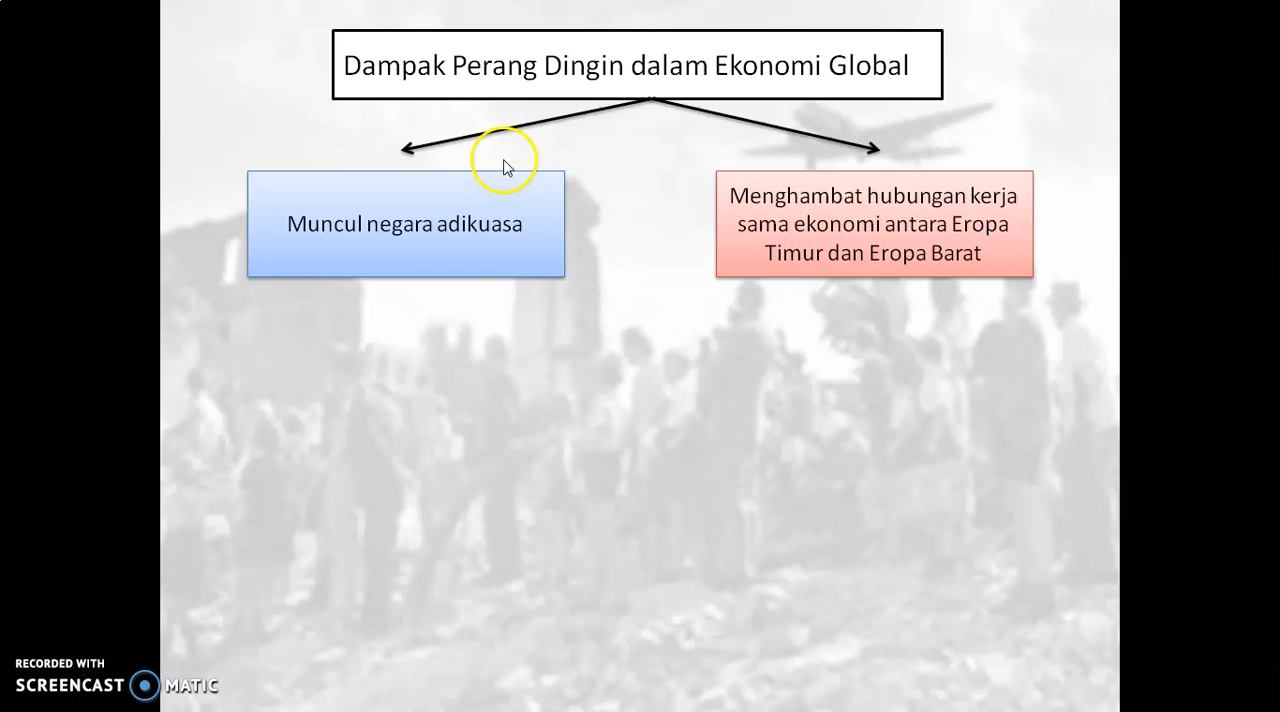 Dampak Perang Dingin dalam Ekonomi Global
Muncul negara adikuasa
Menghambat hubungan kerja
sama ekonomi antara Eropa
Timur dan Eropa Barat
RECORDED WITH
SCREENCAST MATIC